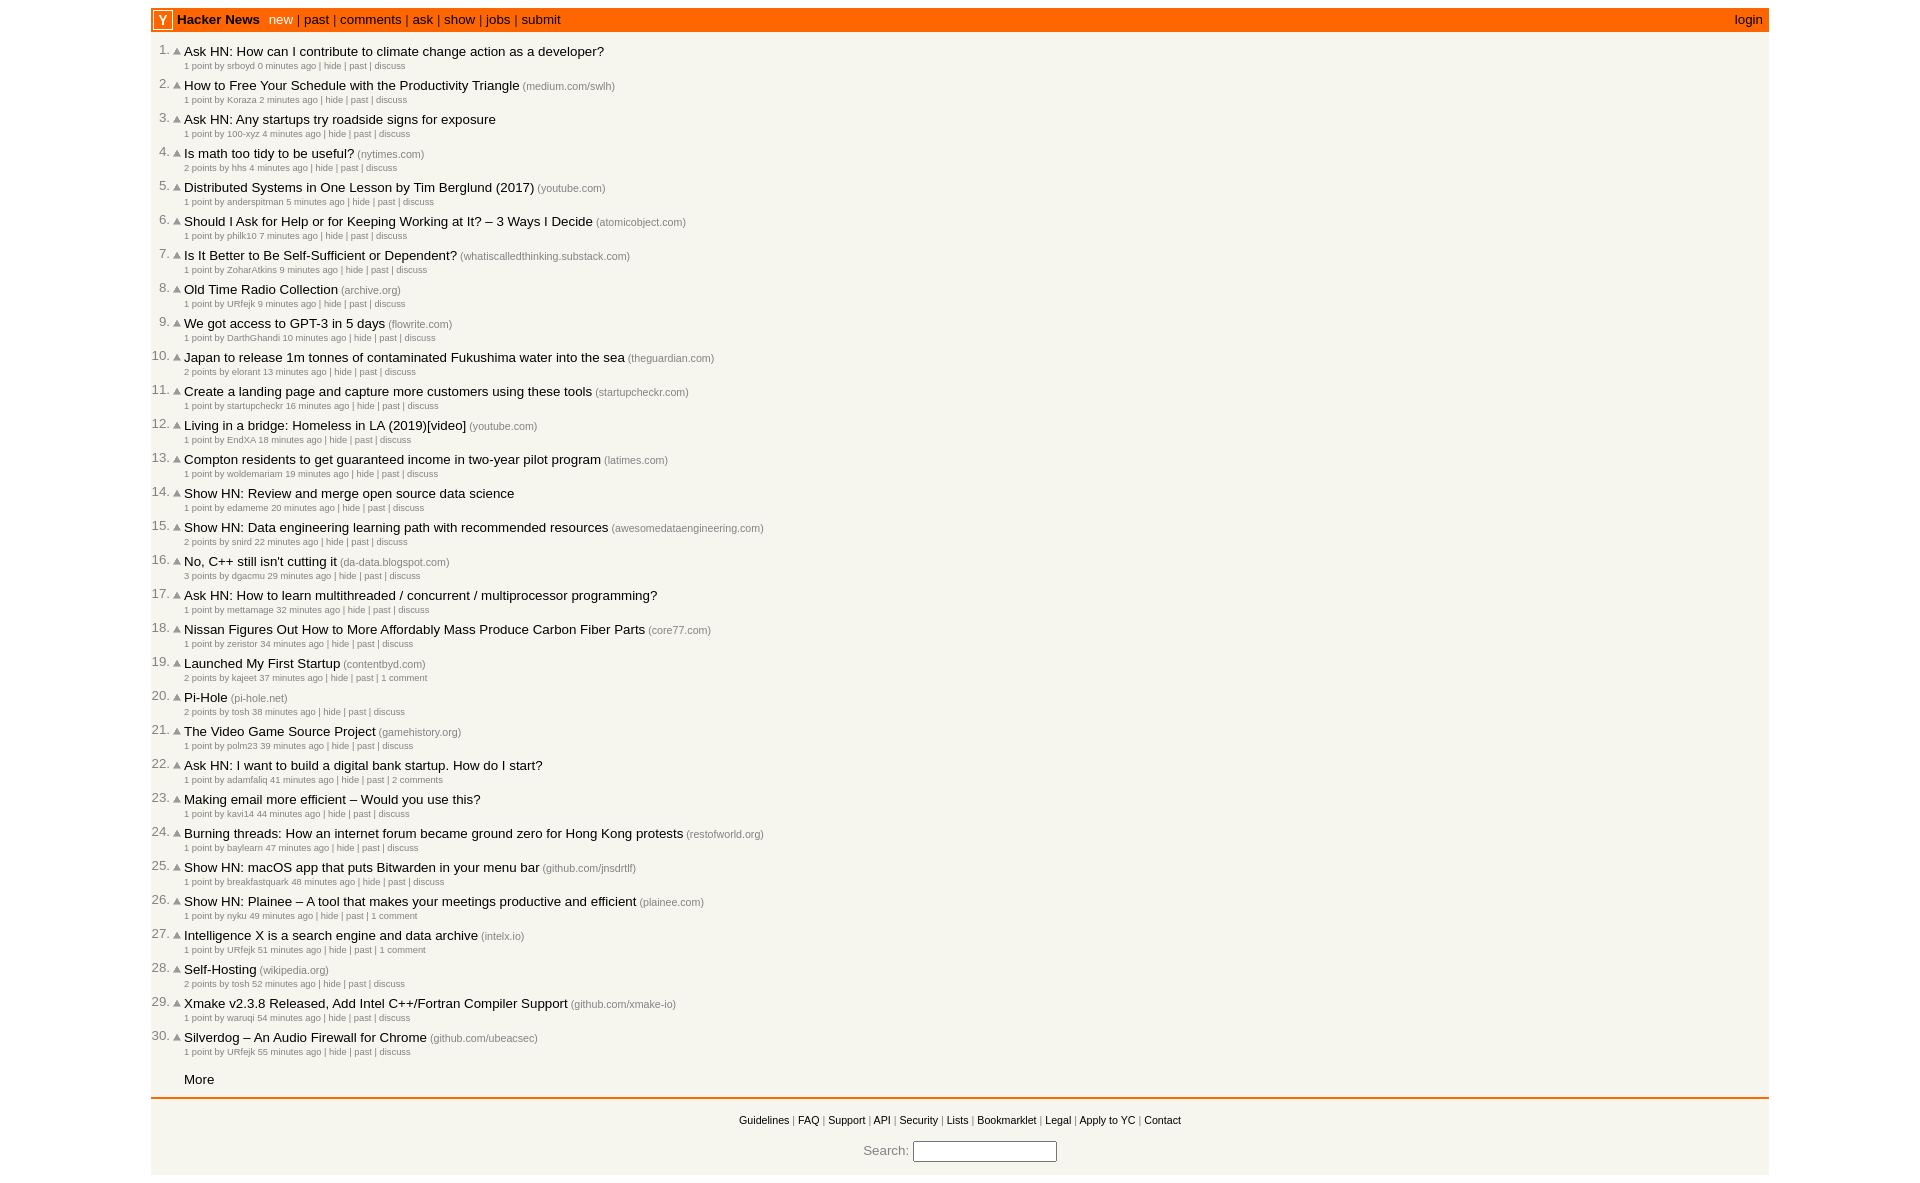 Y Hacker News new | past | comments | ask | show | jobs | submit login
1. Ask HN: How can I contribute to climate change action as a developer?
1 point by srboyd 0 minutes ago | hide | past | discuss
2. How to Free Your Schedule with the Productivity Triangle (medium.com/swlh)
1 point by Koraza 2 minutes ago | hide | past | discuss
3. Ask HN: Any startups try roadside signs for exposure
1 point by 100-xyz 4 minutes ago | hide | past | discuss
4. Is math too tidy to be useful? (nytimes.com)
2 points by hhs 4 minutes ago | hide | past | discuss
5. Distributed Systems in One Lesson by Tim Berglund (2017) (youtube.com)
1 point by anderspitman 5 minutes ago | hide | past | discuss
6. Should I Ask for Help or for Keeping Working at It? – 3 Ways I Decide (atomicobject.com)
1 point by philk10 7 minutes ago | hide | past | discuss
7. Is It Better to Be Self-Sufficient or Dependent? (whatiscalledthinking.substack.com)
1 point by ZoharAtkins 9 minutes ago | hide | past | discuss
8. Old Time Radio Collection (archive.org)
1 point by URfejk 9 minutes ago | hide | past | discuss
9. We got access to GPT-3 in 5 days (flowrite.com)
1 point by DarthGhandi 10 minutes ago | hide | past | discuss
10. Japan to release 1m tonnes of contaminated Fukushima water into the sea (theguardian.com)
2 points by elorant 13 minutes ago | hide | past | discuss
11. Create a landing page and capture more customers using these tools (startupcheckr.com)
1 point by startupcheckr 16 minutes ago | hide | past | discuss
12. Living in a bridge: Homeless in LA (2019)[video] (youtube.com)
1 point by EndXA 18 minutes ago | hide | past | discuss
13. Compton residents to get guaranteed income in two-year pilot program (latimes.com)
1 point by woldemariam 19 minutes ago | hide | past | discuss
14. Show HN: Review and merge open source data science
1 point by edameme 20 minutes ago | hide | past | discuss
15. Show HN: Data engineering learning path with recommended resources (awesomedataengineering.com)
2 points by snird 22 minutes ago | hide | past | discuss
16. No, C++ still isn't cutting it (da-data.blogspot.com)
3 points by dgacmu 29 minutes ago | hide | past | discuss
17. Ask HN: How to learn multithreaded / concurrent / multiprocessor programming?
1 point by mettamage 32 minutes ago | hide | past | discuss
18. Nissan Figures Out How to More Affordably Mass Produce Carbon Fiber Parts (core77.com)
1 point by zeristor 34 minutes ago | hide | past | discuss
19. Launched My First Startup (contentbyd.com)
2 points by kajeet 37 minutes ago | hide | past | 1 comment
20. Pi-Hole (pi-hole.net)
2 points by tosh 38 minutes ago | hide | past | discuss
21. The Video Game Source Project (gamehistory.org)
1 point by polm23 39 minutes ago | hide | past | discuss
22. Ask HN: I want to build a digital bank startup. How do I start?
1 point by adamfaliq 41 minutes ago | hide | past | 2 comments
23. Making email more efficient – Would you use this?
1 point by kavi14 44 minutes ago | hide | past | discuss
24. Burning threads: How an internet forum became ground zero for Hong Kong protests (restofworld.org)
1 point by baylearn 47 minutes ago | hide | past | discuss
25. Show HN: macOS app that puts Bitwarden in your menu bar (github.com/jnsdrtlf)
1 point by breakfastquark 48 minutes ago | hide | past | discuss
26. Show HN: Plainee – A tool that makes your meetings productive and efficient (plainee.com)
1 point by nyku 49 minutes ago | hide | past | 1 comment
27. Intelligence X is a search engine and data archive (intelx.io)
1 point by URfejk 51 minutes ago | hide | past | 1 comment
28. Self-Hosting (wikipedia.org)
2 points by tosh 52 minutes ago | hide | past | discuss
29. Xmake v2.3.8 Released, Add Intel C++/Fortran Compiler Support (github.com/xmake-io)
1 point by waruqi 54 minutes ago | hide | past | discuss
30. Silverdog – An Audio Firewall for Chrome (github.com/ubeacsec)
1 point by URfejk 55 minutes ago | hide | past | discuss
More
Guidelines | FAQ | Support | API | Security | Lists | Bookmarklet | Legal | Apply to YC | Contact
Search: